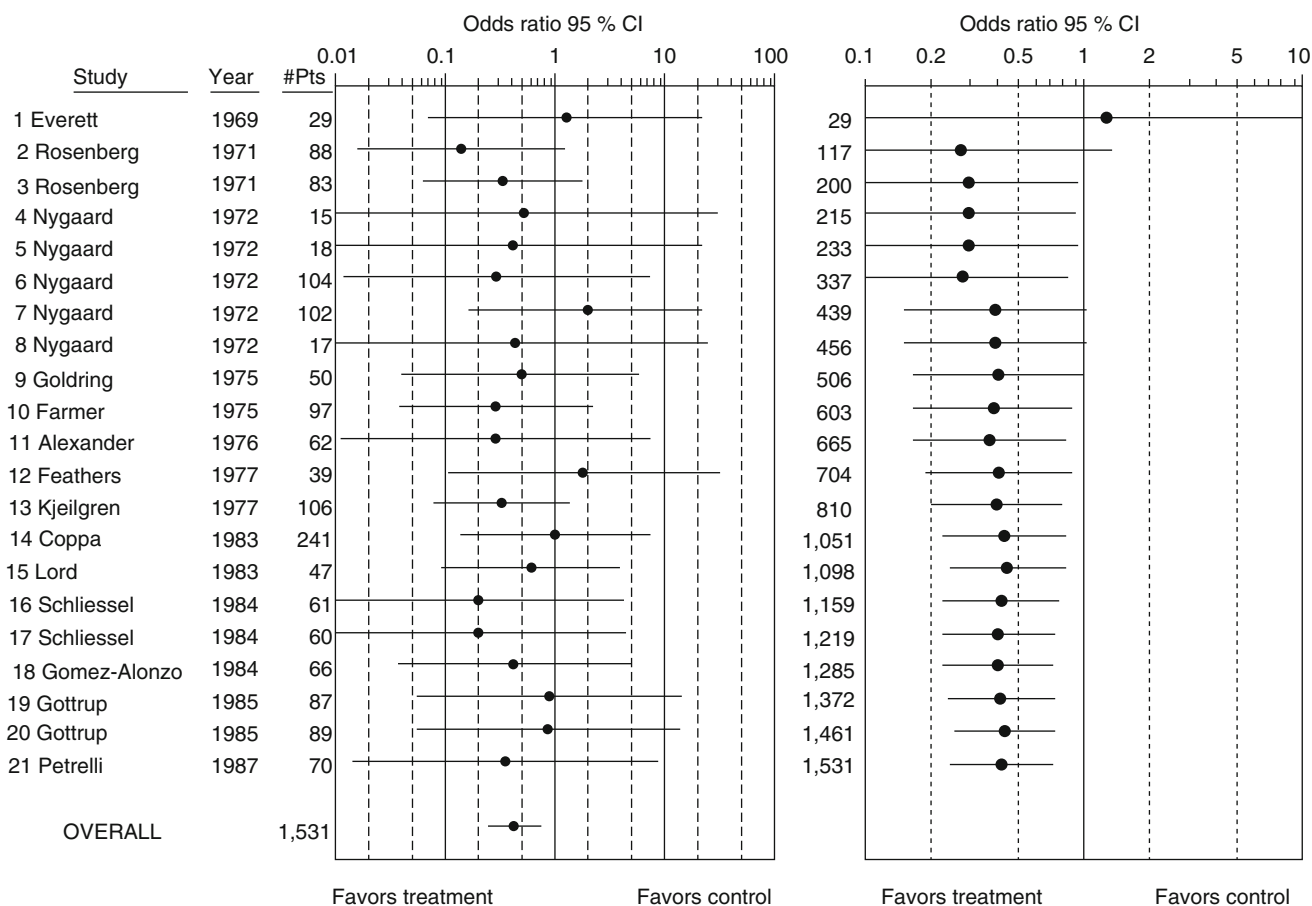 Odds ratio 95 % CI Odds ratio 95 % CI
Study Year #Pts 0.01 0.1 1 10 100 0.1 0.2 0.5 1 2 5 10
1 Everett 1969 29 29
2 Rosenberg 1971 88 117
3 Rosenberg 1971 83 200
4 Nygaard 1972 15 215
5 Nygaard 1972 18 233
6 Nygaard 1972 104 337
7 Nygaard 1972 102 439
8 Nygaard 1972 17 456
9 Goldring 1975 50 506
10 Farmer 1975 97 603
11 Alexander 1976 62 665
12 Feathers 1977 39 704
13 Kjeilgren 1977 106 810
14 Coppa 1983 241 1,051
15 Lord 1983 47 1,098
16 Schliessel 1984 61 1,159
17 Schliessel 1984 60 1,219
18 Gomez-Alonzo 1984 66 1,285
19 Gottrup 1985 87 1,372
20 Gottrup 1985 89 1,461
21 Petrelli 1987 70 1,531
OVERALL 1,531
Favors treatment Favors control Favors treatment Favors control